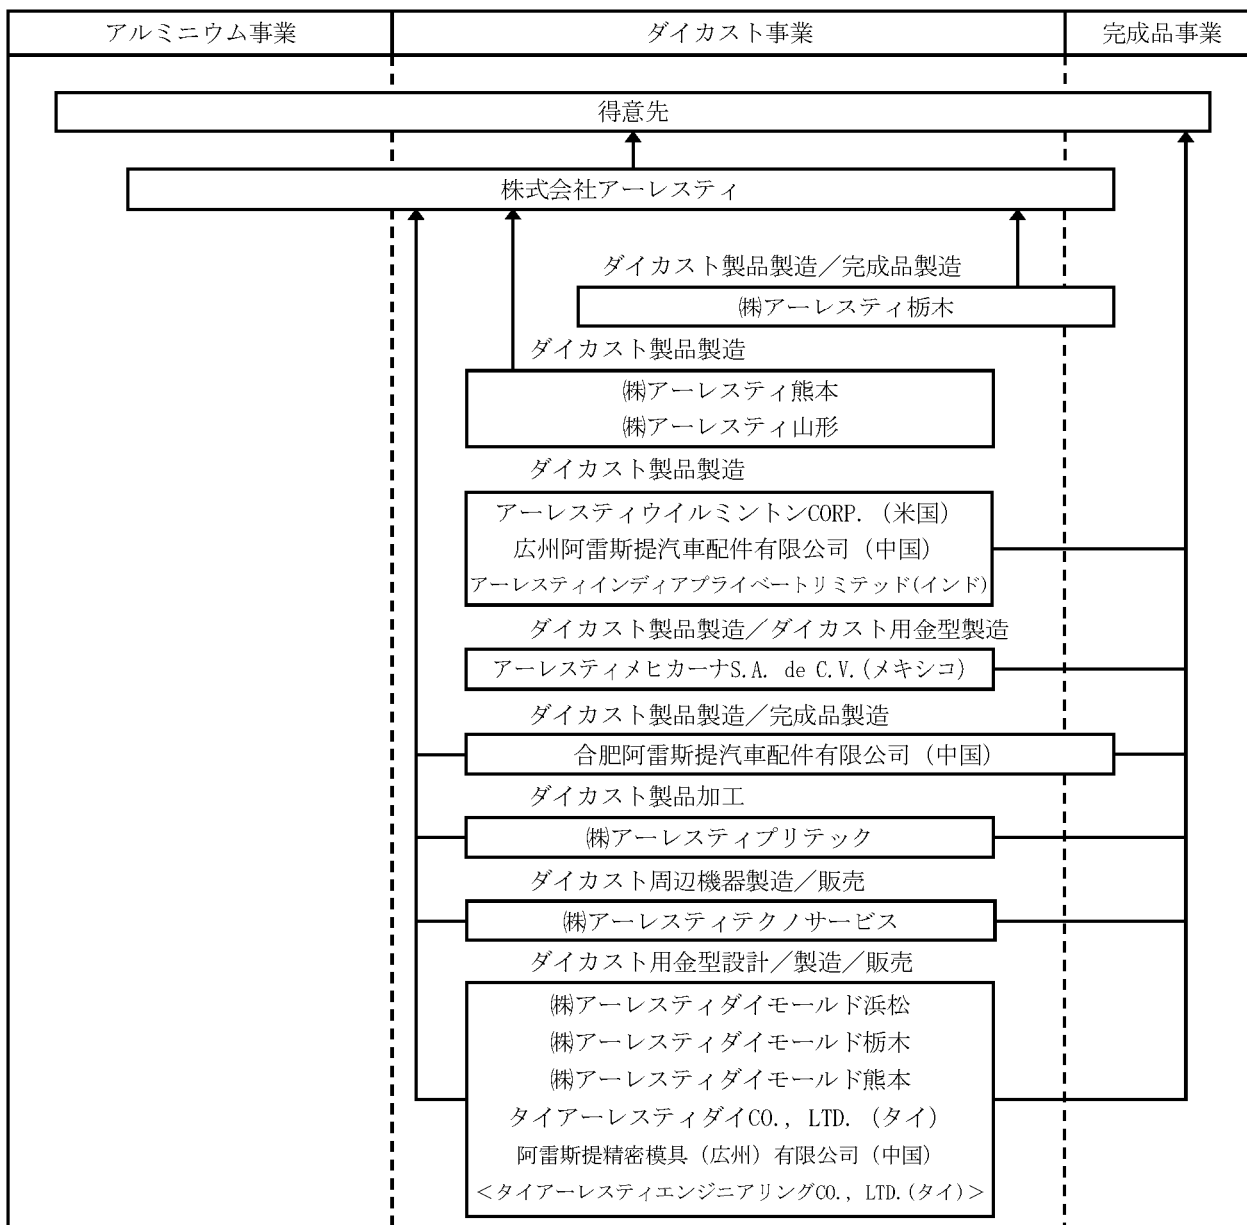 アルミニウム事業
ダイカスト事業
完成品事業
得意先
株式会社アーレスティ
ダイカスト製品製造／完成品製造
㈱アーレスティ栃木
ダイカスト製品製造
㈱アーレスティ熊本
㈱アーレスティ山形
ダイカスト製品製造
アーレスティウイルミントンCORP.（米国）
広州阿雷斯提汽車配件有限公司（中国）
アーレスティインディアプライベートリミテッド(インド)
ダイカスト製品製造／ダイカスト用金型製造
アーレスティメヒカーナS.A. de C.V.(メキシコ)
ダイカスト製品製造／完成品製造
合肥阿雷斯提汽車配件有限公司（中国）
ダイカスト製品加工
㈱アーレスティプリテック
ダイカスト周辺機器製造／販売
㈱アーレスティテクノサービス
ダイカスト用金型設計／製造／販売
㈱アーレスティダイモールド浜松
㈱アーレスティダイモールド栃木
㈱アーレスティダイモールド熊本
タイアーレスティダイCO., LTD.（タイ）
阿雷斯提精密模具（広州）有限公司（中国）
＜タイアーレスティエンジニアリングCO., LTD.(タイ)＞